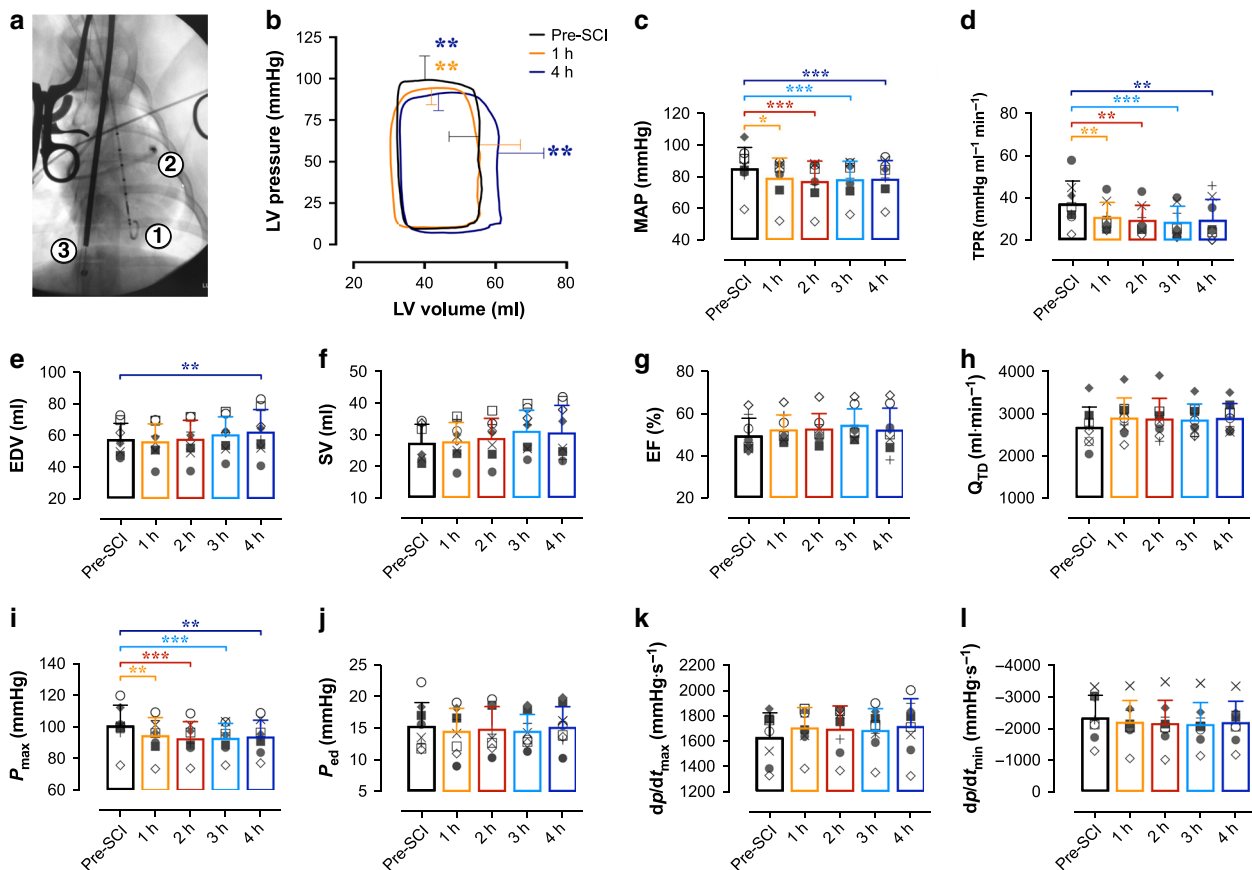 a
1
2
3
LU
b
LV pressure (mmHg)
125
100
75
50
25
0
20
40
60
80
LV volume (ml)
**
**
**
Pre-SCI
1 h
4 h
c
MAP (mmHg)
120
100
80
60
40
***
***
***
*
Pre-SCI
1 h
2 h
3 h
4 h
d
TPR (mmHg ml−1 min−1)
80
60
40
20
**
***
**
**
Pre-SCI
1 h
2 h
3 h
4 h
e
EDV (ml)
100
80
60
40
20
**
Pre-SCI
1 h
2 h
3 h
4 h
f
SV (ml)
50
40
30
20
10
Pre-SCI
1 h
2 h
3 h
4 h
g
EF (%)
80
60
40
20
Pre-SCI
1 h
2 h
3 h
4 h
h
QTD (ml·min−1)
4000
3000
2000
1000
Pre-SCI
1 h
2 h
3 h
4 h
i
Pmax (mmHg)
140
120
100
80
60
**
***
***
**
Pre-SCI
1 h
2 h
3 h
4 h
j
Ped (mmHg)
25
20
15
10
5
Pre-SCI
1 h
2 h
3 h
4 h
k
dp/dtmax (mmHg·s−1)
2200
2000
1800
1600
1400
1200
Pre-SCI
1 h
2 h
3 h
4 h
l
dp/dtmin (mmHg·s−1)
−4000
−3000
−2000
−1000
0
Pre-SCI
1 h
2 h
3 h
4 h